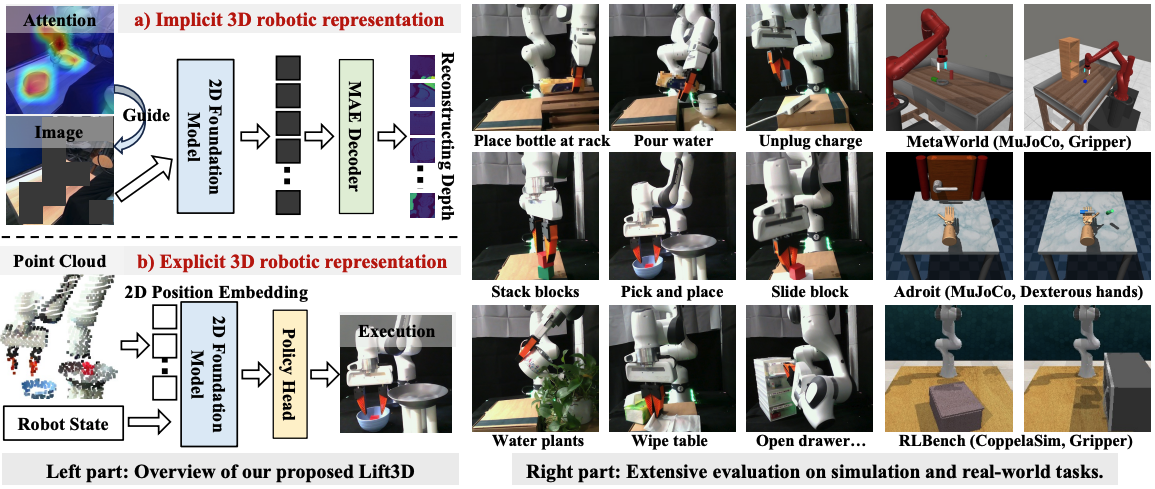 Attention
a) Implicit 3D robotic representation
Guide
Image
2D Foundation
Model
MAE Decoder
Reconstructing Depth
Point Cloud
b) Explicit 3D robotic representation
2D Position Embedding
2D Foundation
Model
Policy Head
Execution
Robot State
Left part: Overview of our proposed Lift3D
Place bottle at rack
Pour water
Unplug charge
MetaWorld (MuJoCo, Gripper)
Stack blocks
Pick and place
Slide block
Adroit (MuJoCo, Dexterous hands)
Water plants
Wipe table
Open drawer…
RLBench (CoppelaSim, Gripper)
Right part: Extensive evaluation on simulation and real-world tasks.